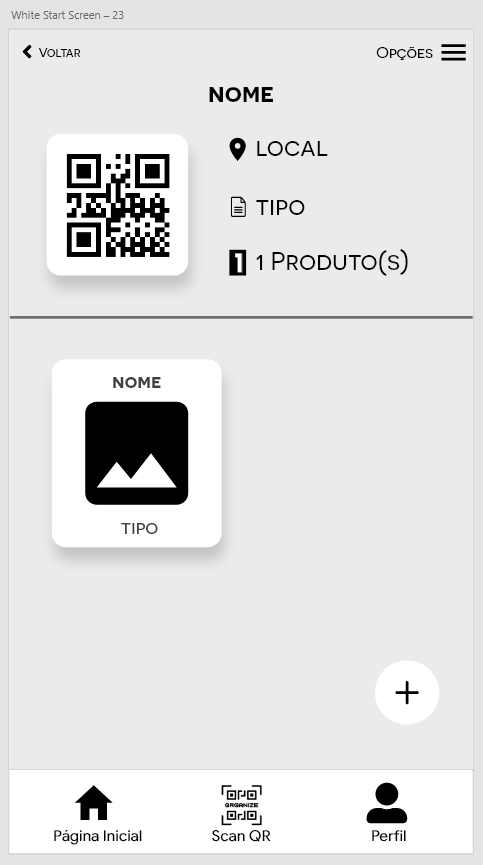 White Start Screen – 23
Voltar
Opções
NOME
LOCAL
TIPO
1 1 Produto(s)
NOME
TIPO
ORGANIZE
Página Inicial
Scan QR
Perfil